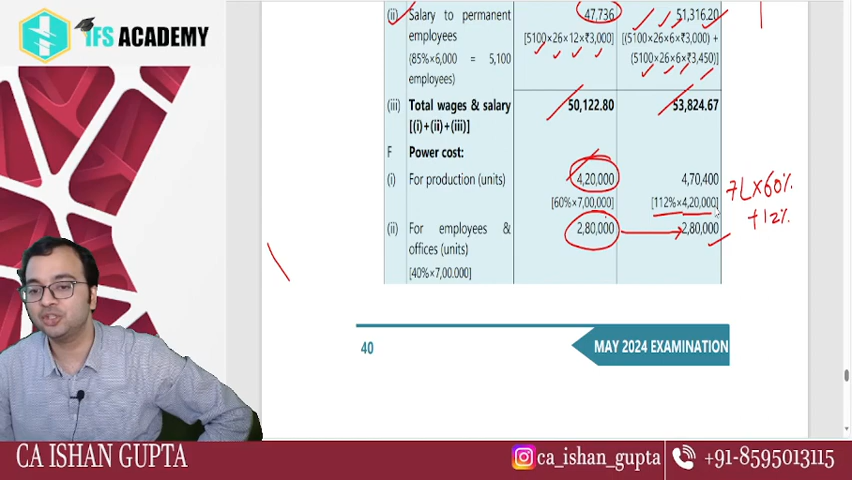 IFS ACADEMY
(ii) Salary to permanent 47,736 51,316.20
employees [5100×26×12×₹3,000] [(5100×26×6×₹3,000) +
(85%×6,000 = 5,100 (5100×26×6×₹3,450)]
employees)
(iii) Total wages & salary 50,122.80 53,824.67
[(i)+(ii)+(iii)]
F Power cost:
(i) For production (units) 4,20,000 4,70,400
[60%×7,00,000] [112%×4,20,000]
7L×60%
+12%
(ii) For employees & 2,80,000 2,80,000
offices (units)
[40%×7,00.000]
40 MAY 2024 EXAMINATION
CA ISHAN GUPTA ca_ishan_gupta +91-8595013115